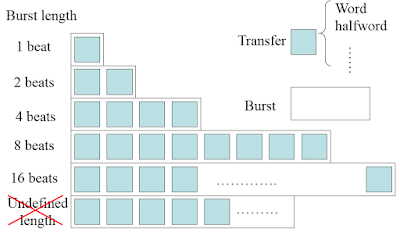 Burst length
1 beat
2 beats
4 beats
8 beats
16 beats
Undefined
length
Transfer
Word
halfword
Burst